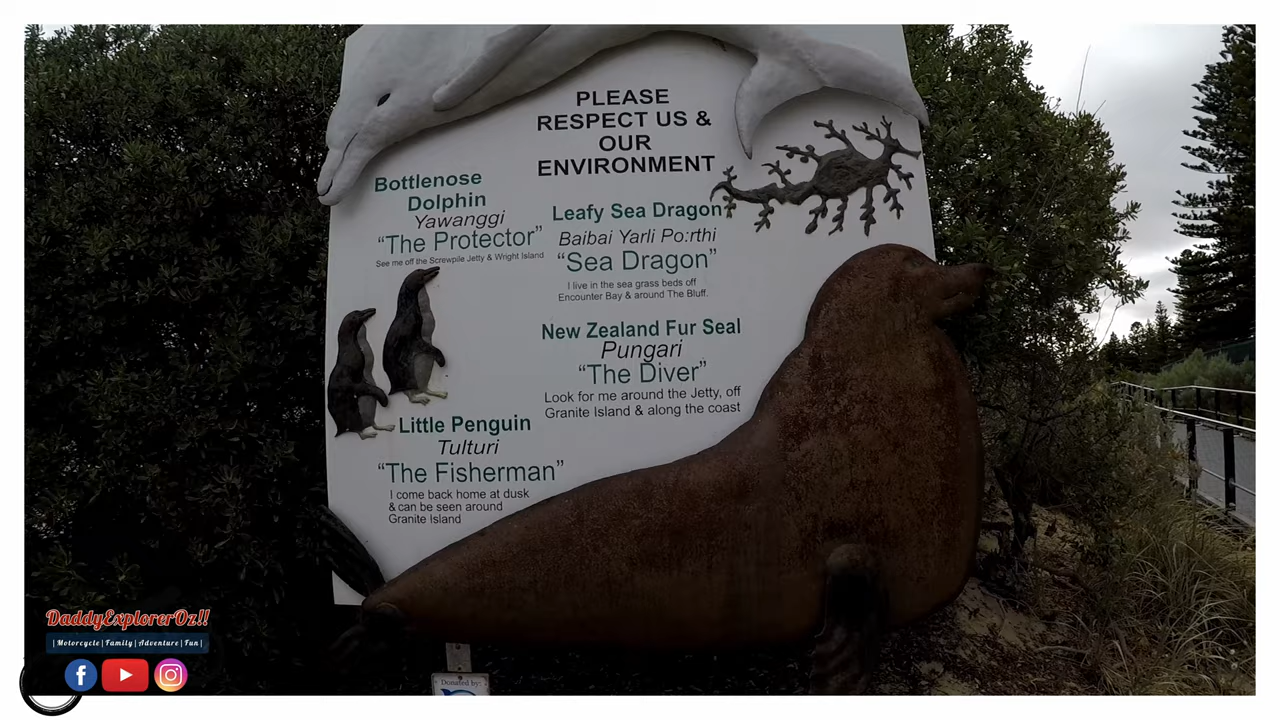 PLEASE
RESPECT US &
OUR
ENVIRONMENT
Bottlenose
Dolphin
Yawanggi
“The Protector”
See me off the Screwpile Jetty & Wright Island
Leafy Sea Dragon
Baibai Yarli Po:rthi
“Sea Dragon”
I live in the sea grass beds off
Encounter Bay & around The Bluff.
New Zealand Fur Seal
Pungari
“The Diver”
Look for me around the Jetty, off
Granite Island & along the coast
Little Penguin
Tulturi
“The Fisherman”
I come back home at dusk
& can be seen around
Granite Island
Donated by:
DaddyExplorerOz!!
| Motorcycle | Family | Adventure | Fun |